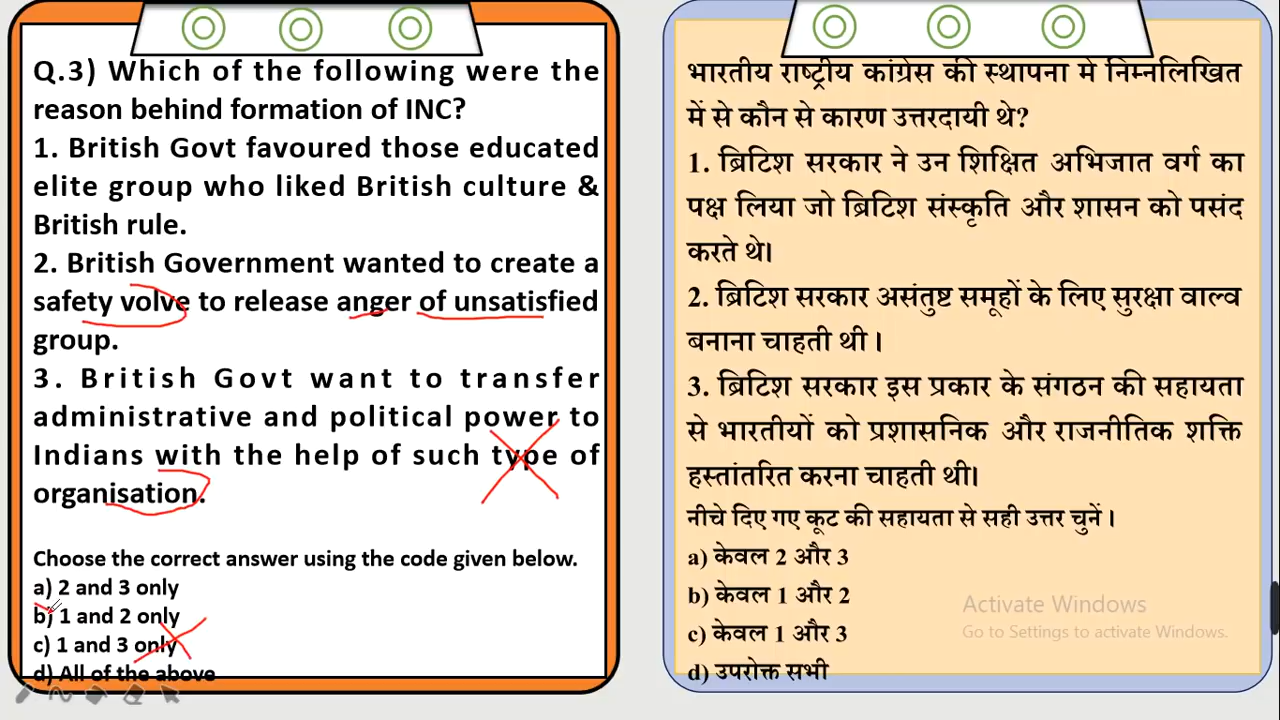 Q.3) Which of the following were the
reason behind formation of INC?
1. British Govt favoured those educated
elite group who liked British culture &
British rule.
2. British Government wanted to create a
safety volve to release anger of unsatisfied
group.
3. British Govt want to transfer
administrative and political power to
Indians with the help of such type of
organisation.
Choose the correct answer using the code given below.
a) 2 and 3 only
b) 1 and 2 only
c) 1 and 3 only
d) All of the above
भारतीय राष्ट्रीय कांग्रेस की स्थापना मे निम्नलिखित
में से कौन से कारण उत्तरदायी थे?
1. ब्रिटिश सरकार ने उन शिक्षित अभिजात वर्ग का
पक्ष लिया जो ब्रिटिश संस्कृति और शासन को पसंद
करते थे।
2. ब्रिटिश सरकार असंतुष्ट समूहों के लिए सुरक्षा वाल्व
बनाना चाहती थी ।
3. ब्रिटिश सरकार इस प्रकार के संगठन की सहायता
से भारतीयों को प्रशासनिक और राजनीतिक शक्ति
हस्तांतरित करना चाहती थी।
नीचे दिए गए कूट की सहायता से सही उत्तर चुनें ।
a) केवल 2 और 3
b) केवल 1 और 2
c) केवल 1 और 3
d) उपरोक्त सभी
Activate Windows
Go to Settings to activate Windows.